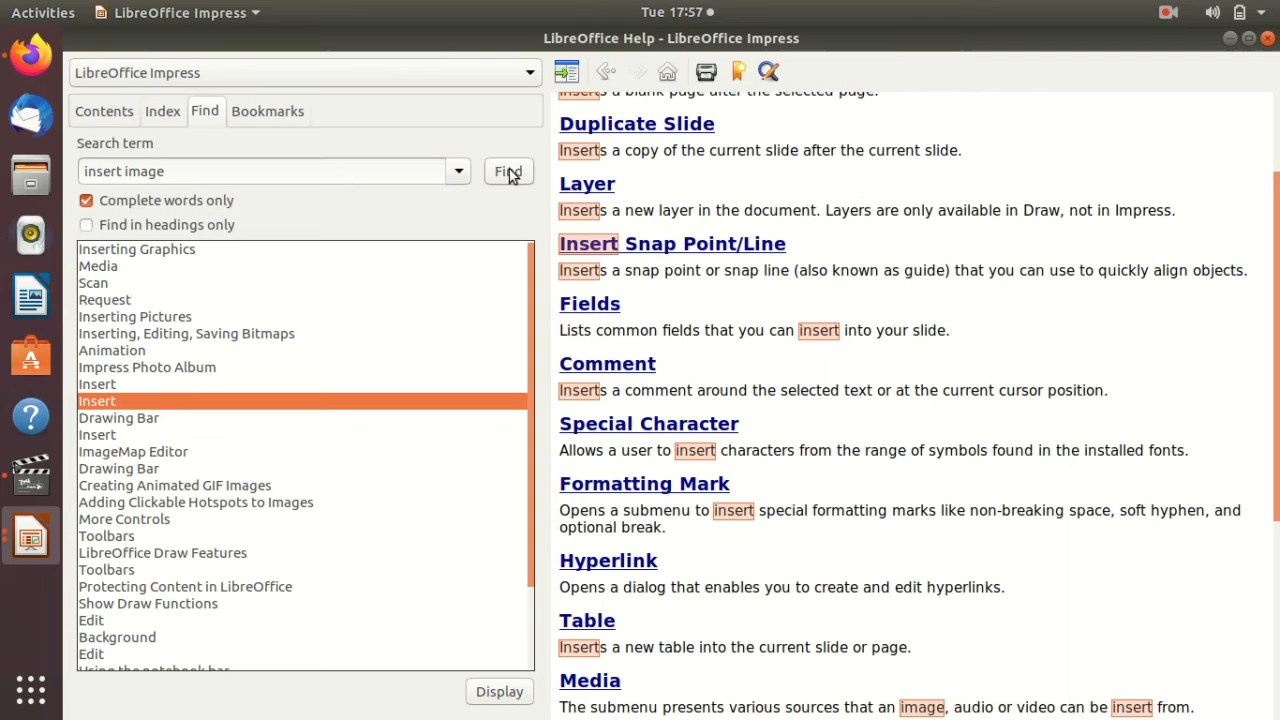 Activities
LibreOffice Impress
Tue 17:57
LibreOffice Help - LibreOffice Impress
LibreOffice Impress
Contents
Index
Find
Bookmarks
Search term
insert image
Find
Complete words only
Find in headings only
Inserting Graphics
Media
Scan
Request
Inserting Pictures
Inserting, Editing, Saving Bitmaps
Animation
Impress Photo Album
Insert
Insert
Drawing Bar
Insert
ImageMap Editor
Drawing Bar
Creating Animated GIF Images
Adding Clickable Hotspots to Images
More Controls
Toolbars
LibreOffice Draw Features
Toolbars
Protecting Content in LibreOffice
Show Draw Functions
Edit
Background
Edit
Using the notebook bar
Display
Inserts a blank page after the selected page.
Duplicate Slide
Inserts a copy of the current slide after the current slide.
Layer
Inserts a new layer in the document. Layers are only available in Draw, not in Impress.
Insert Snap Point/Line
Inserts a snap point or snap line (also known as guide) that you can use to quickly align objects.
Fields
Lists common fields that you can insert into your slide.
Comment
Inserts a comment around the selected text or at the current cursor position.
Special Character
Allows a user to insert characters from the range of symbols found in the installed fonts.
Formatting Mark
Opens a submenu to insert special formatting marks like non-breaking space, soft hyphen, and
optional break.
Hyperlink
Opens a dialog that enables you to create and edit hyperlinks.
Table
Inserts a new table into the current slide or page.
Media
The submenu presents various sources that an image, audio or video can be insert from.